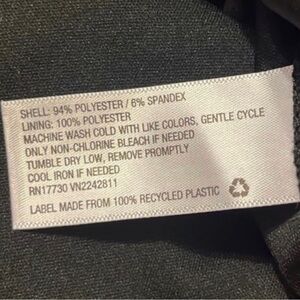 SHELL: 94% POLYESTER / 6% SPANDEX
LINING: 100% POLYESTER
MACHINE WASH COLD WITH LIKE COLORS, GENTLE CYCLE
ONLY NON-CHLORINE BLEACH IF NEEDED
TUMBLE DRY LOW, REMOVE PROMPTLY
COOL IRON IF NEEDED
RN17730 VN2242811
LABEL MADE FROM 100% RECYCLED PLASTIC